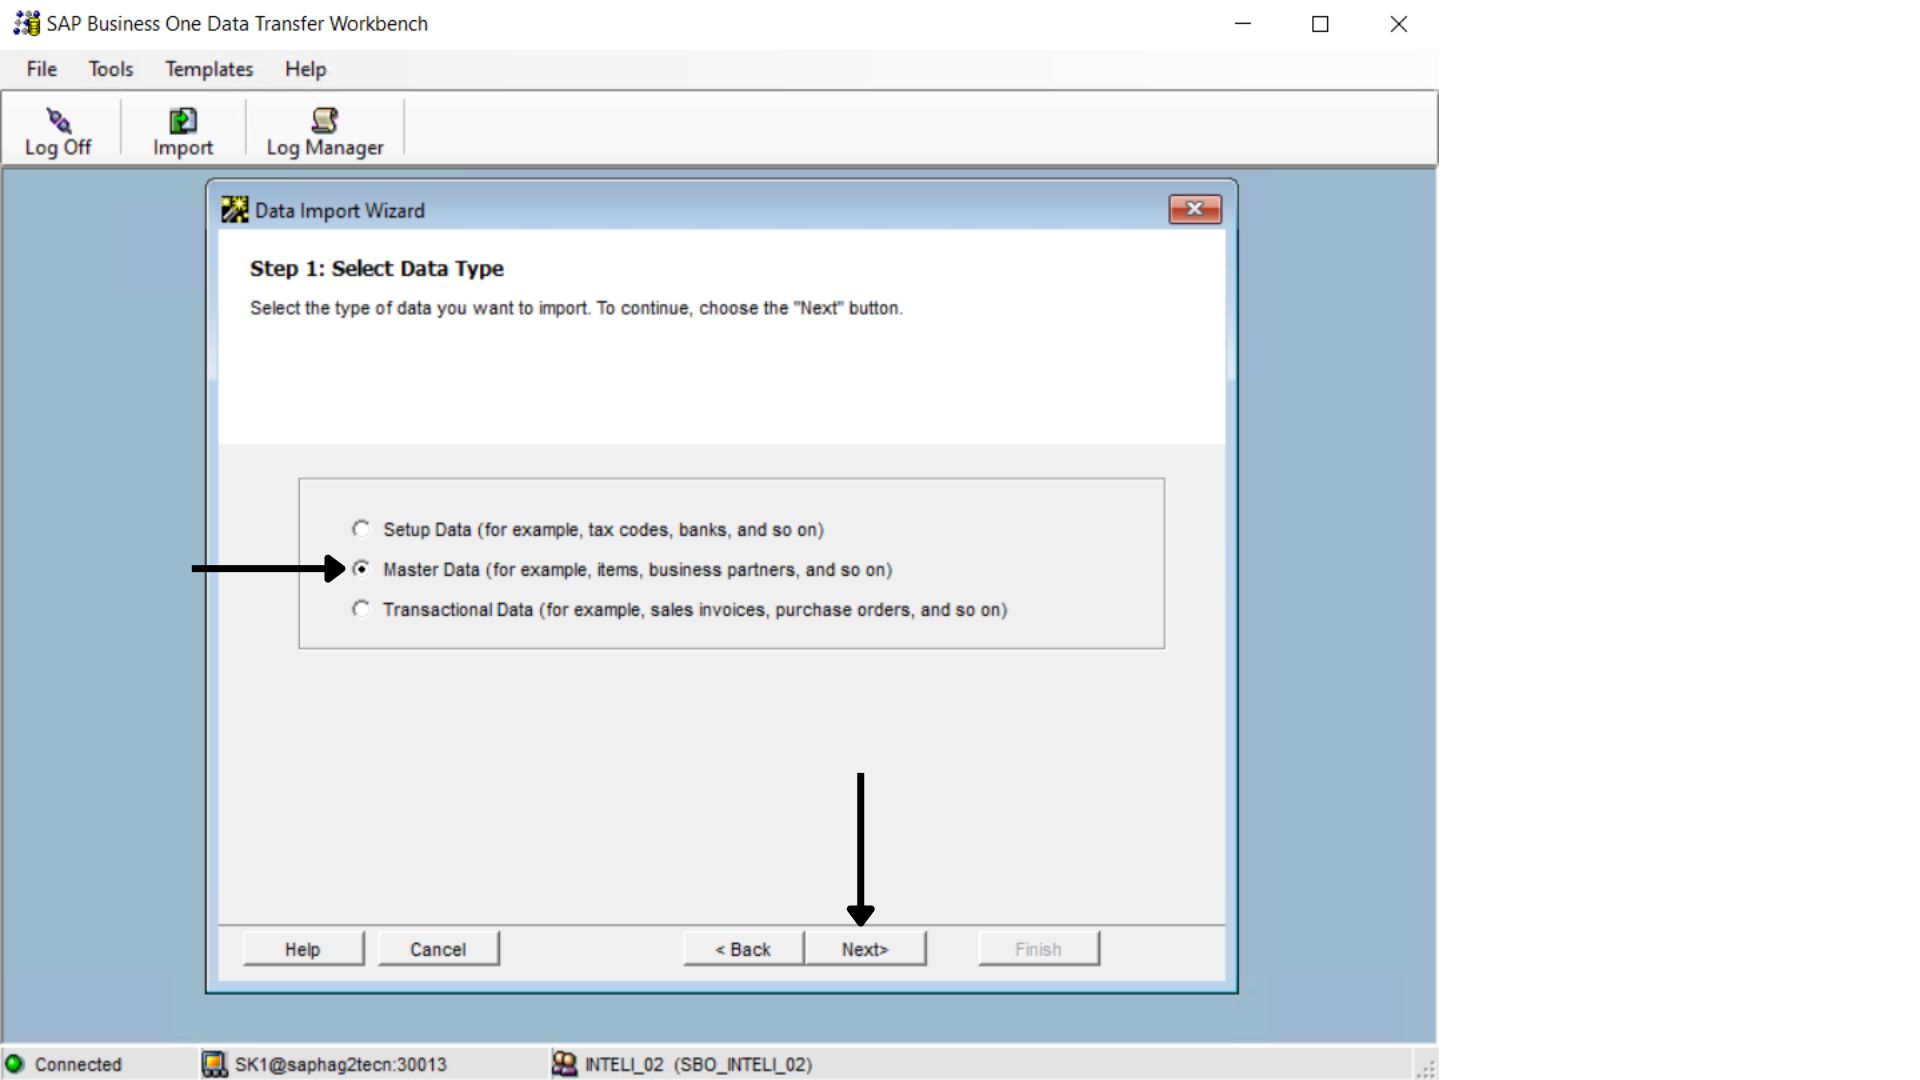 SAP Business One Data Transfer Workbench
File Tools Templates Help
Log Off Import Log Manager
Data Import Wizard
Step 1: Select Data Type
Select the type of data you want to import. To continue, choose the "Next" button.
Setup Data (for example, tax codes, banks, and so on)
Master Data (for example, items, business partners, and so on)
Transactional Data (for example, sales invoices, purchase orders, and so on)
Help Cancel < Back Next> Finish
Connected SK1@saphag2tecn:30013 INTELI_02 (SBO_INTELI_02)